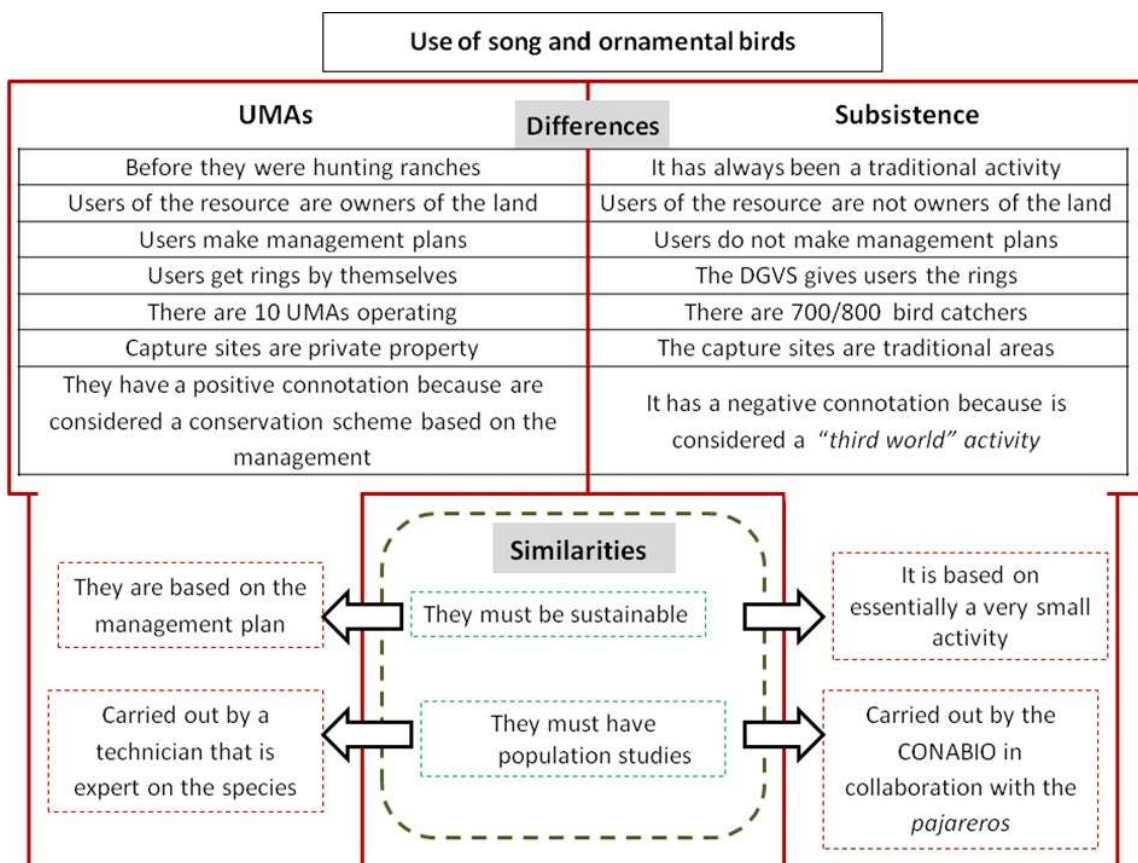 Use of song and ornamental birds
UMAs
Differences
Subsistence
Before they were hunting ranches
It has always been a traditional activity
Users of the resource are owners of the land
Users of the resource are not owners of the land
Users make management plans
Users do not make management plans
Users get rings by themselves
The DGVS gives users the rings
There are 10 UMAs operating
There are 700/800 bird catchers
Capture sites are private property
The capture sites are traditional areas
They have a positive connotation because are
considered a conservation scheme based on the
management
It has a negative connotation because is
considered a “third world” activity
Similarities
They are based on the
management plan
They must be sustainable
It is based on
essentially a very small
activity
Carried out by a
technician that is
expert on the species
They must have
population studies
Carried out by the
CONABIO in
collaboration with the
pajareros